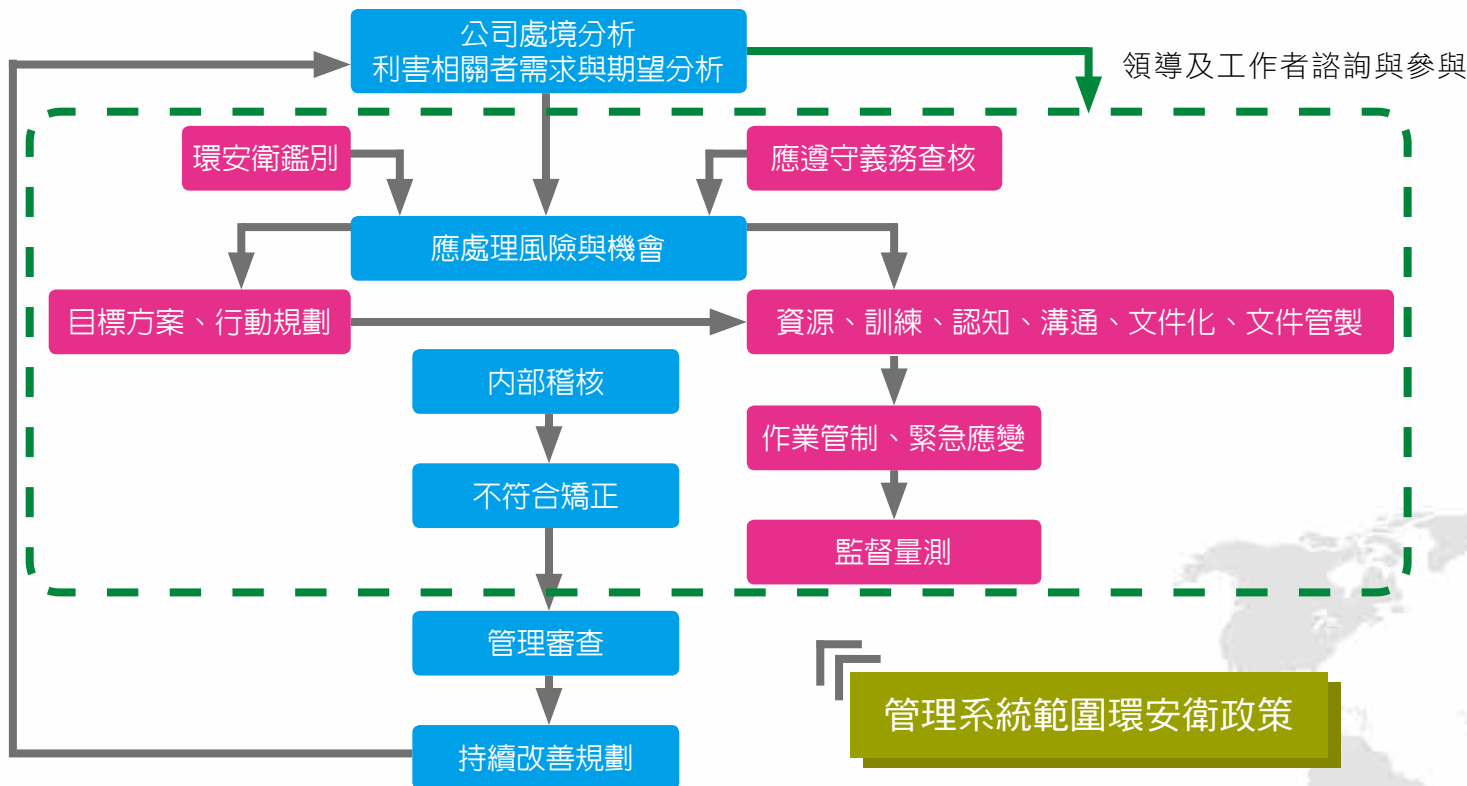 公司處境分析
利害相關者需求與期望分析
領導及工作者諮詢與參與
環安衛鑑別
應遵守義務查核
應處理風險與機會
目標方案、行動規劃
資源、訓練、認知、溝通、文件化、文件管製
內部稽核
作業管制、緊急應變
不符合矯正
監督量測
管理審查
管理系統範圍環安衛政策
持續改善規劃